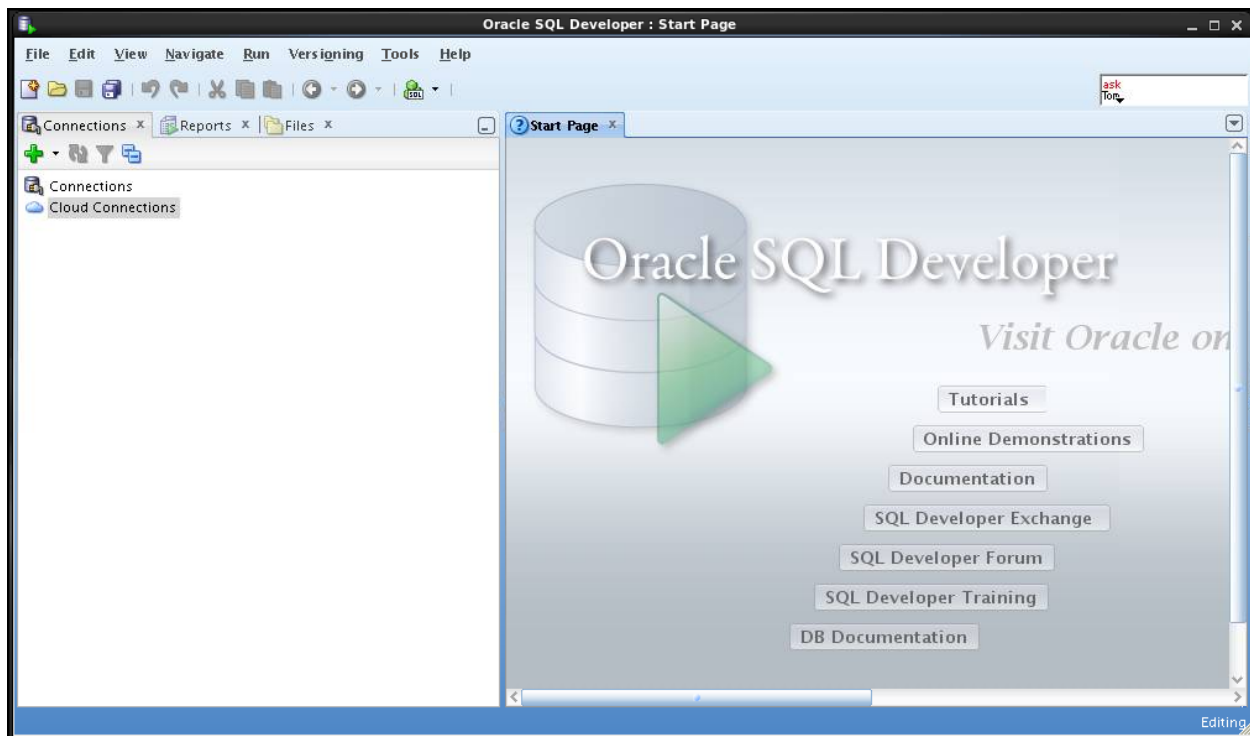 Oracle SQL Developer : Start Page
File Edit View Navigate Run Versioning Tools Help
SQL
ask
Tom
Connections x Reports x Files x
Start Page x
Connections
Cloud Connections
Oracle SQL Developer
Visit Oracle on
Tutorials
Online Demonstrations
Documentation
SQL Developer Exchange
SQL Developer Forum
SQL Developer Training
DB Documentation
Editing